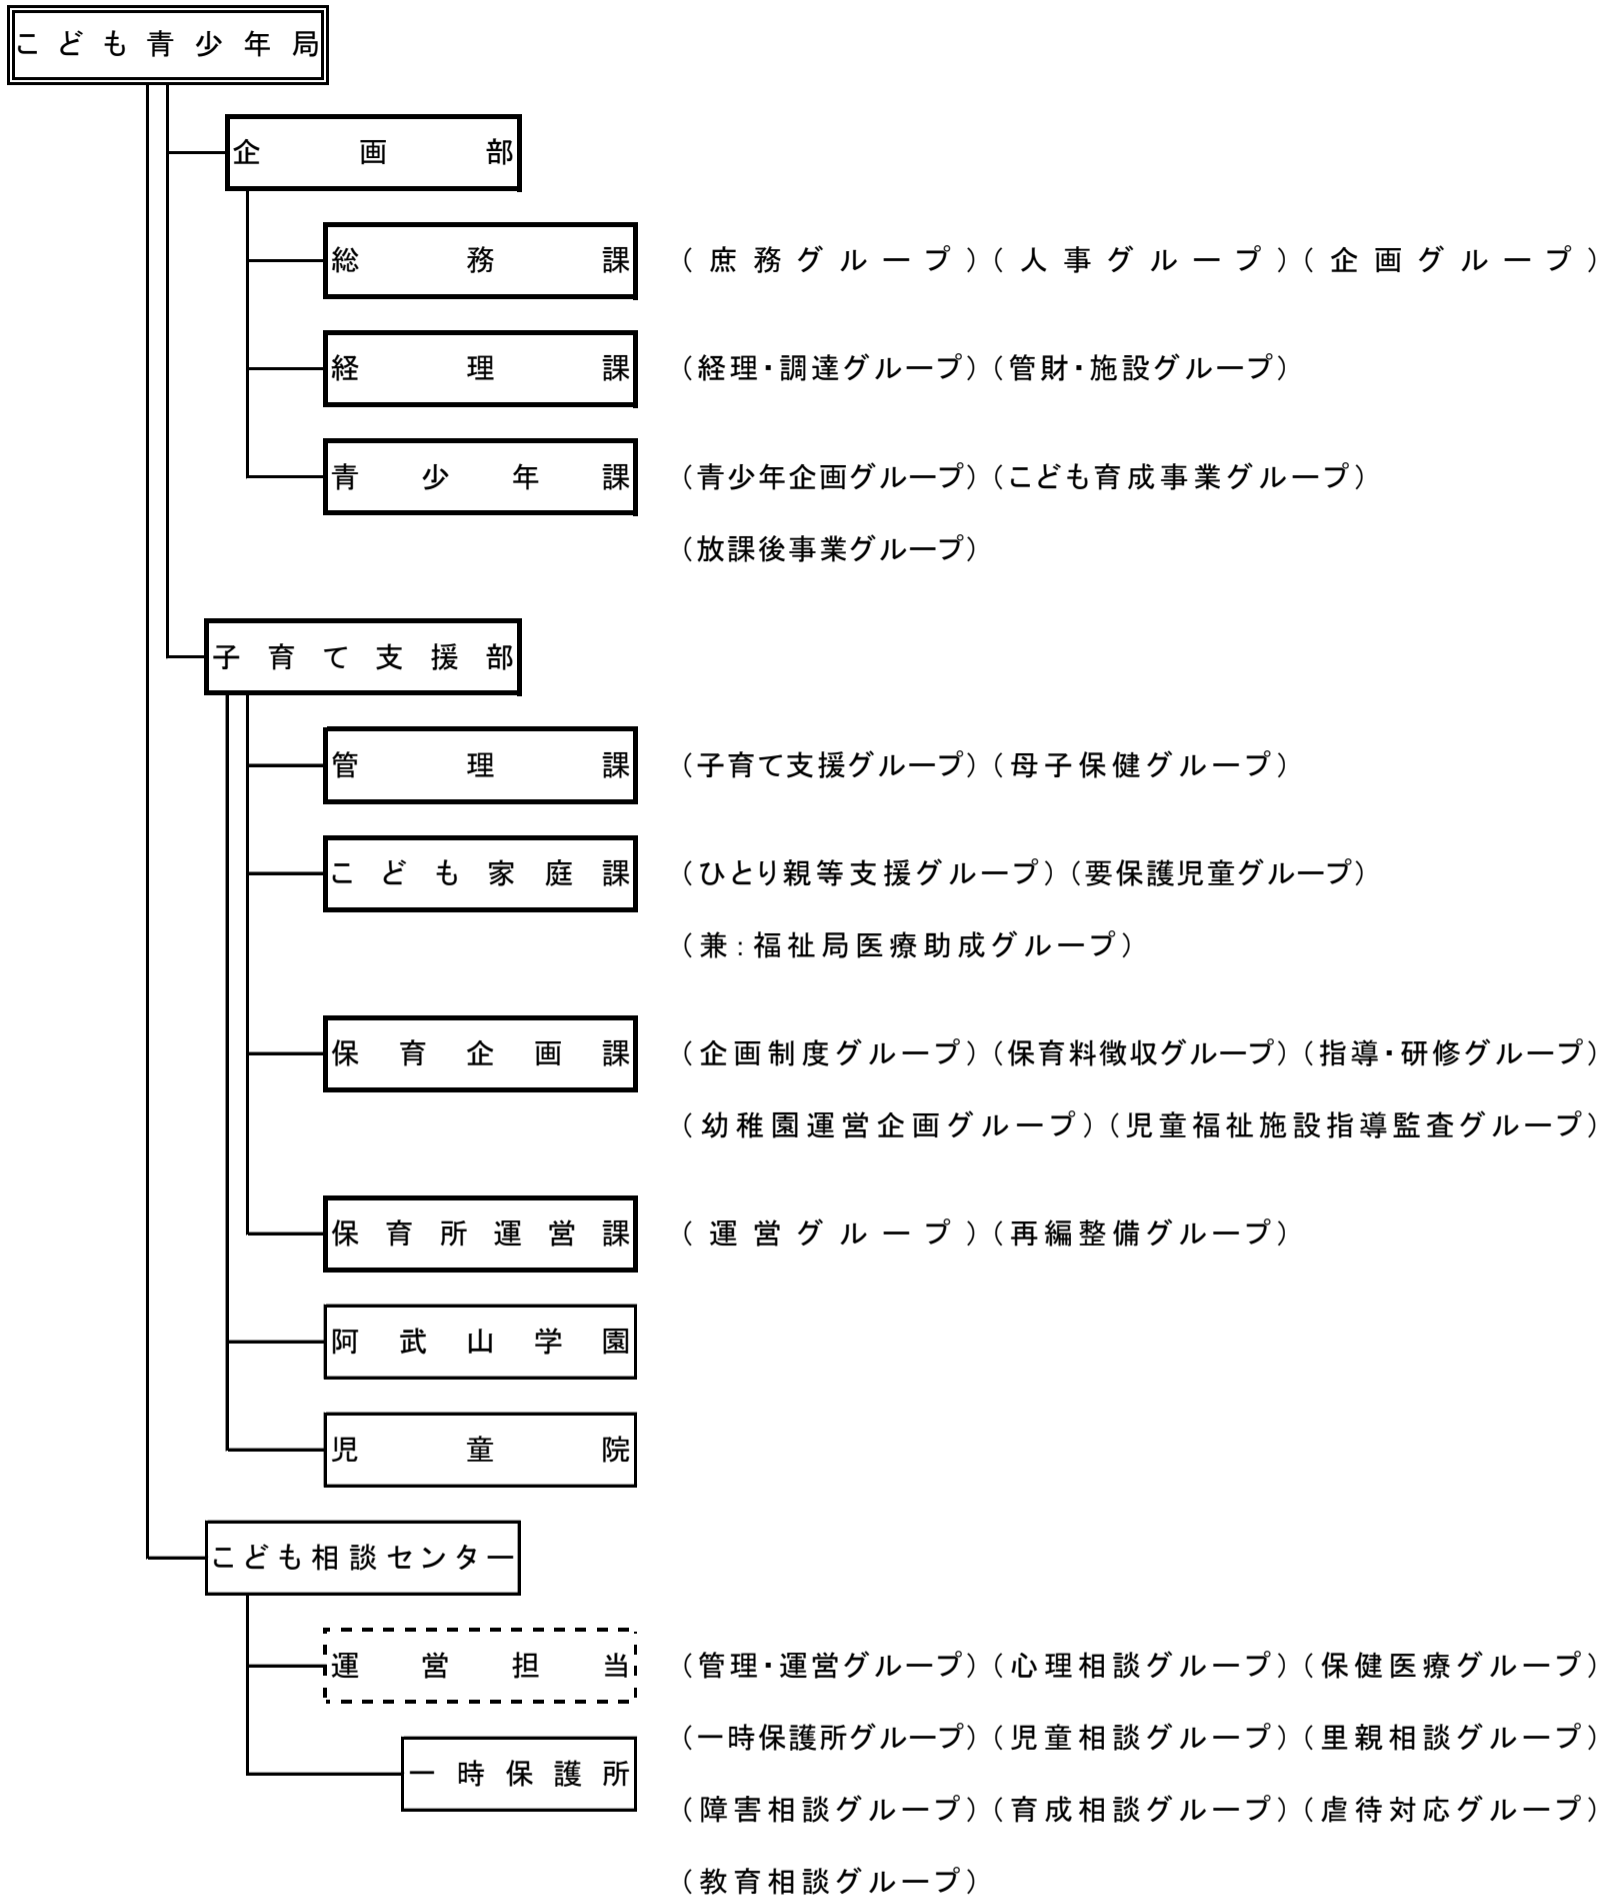 こども青少年局
企画部
総務課 （庶務グループ）（人事グループ）（企画グループ）
経理課 （経理・調達グループ）（管財・施設グループ）
青少年課 （青少年企画グループ）（こども育成事業グループ）
（放課後事業グループ）
子育て支援部
管理課 （子育て支援グループ）（母子保健グループ）
こども家庭課 （ひとり親等支援グループ）（要保護児童グループ）
（兼：福祉局医療助成グループ）
保育企画課 （企画制度グループ）（保育料徴収グループ）（指導・研修グループ）
（幼稚園運営企画グループ）（児童福祉施設指導監査グループ）
保育所運営課 （運営グループ）（再編整備グループ）
阿武山学園
児童院
こども相談センター
運営担当 （管理・運営グループ）（心理相談グループ）（保健医療グループ）
（一時保護所グループ）（児童相談グループ）（里親相談グループ）
一時保護所
（障害相談グループ）（育成相談グループ）（虐待対応グループ）
（教育相談グループ）